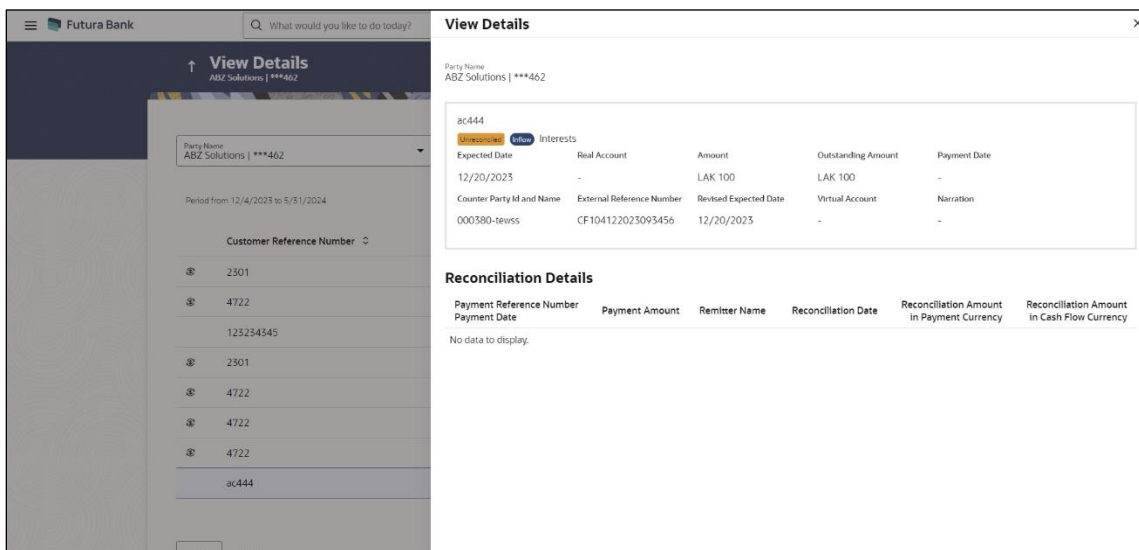 Futura Bank
What would you like to do today?
View Details
ABZ Solutions | ***462
Party Name
ABZ Solutions | ***462
Period from 12/4/2023 to 5/31/2024
Customer Reference Number
2301
4722
123234345
2301
4722
4722
4722
ac444
View Details
Party Name
ABZ Solutions | ***462
ac444
Unreconciled Inflow Interests
Expected Date Real Account Amount Outstanding Amount Payment Date
12/20/2023 - LAK 100 LAK 100 -
Counter Party Id and Name External Reference Number Revised Expected Date Virtual Account Narration
000380-tewss CF104122023093456 12/20/2023 - -
Reconciliation Details
Payment Reference Number Payment Amount Remitter Name Reconciliation Date Reconciliation Amount Reconciliation Amount
Payment Date in Payment Currency in Cash Flow Currency
No data to display.